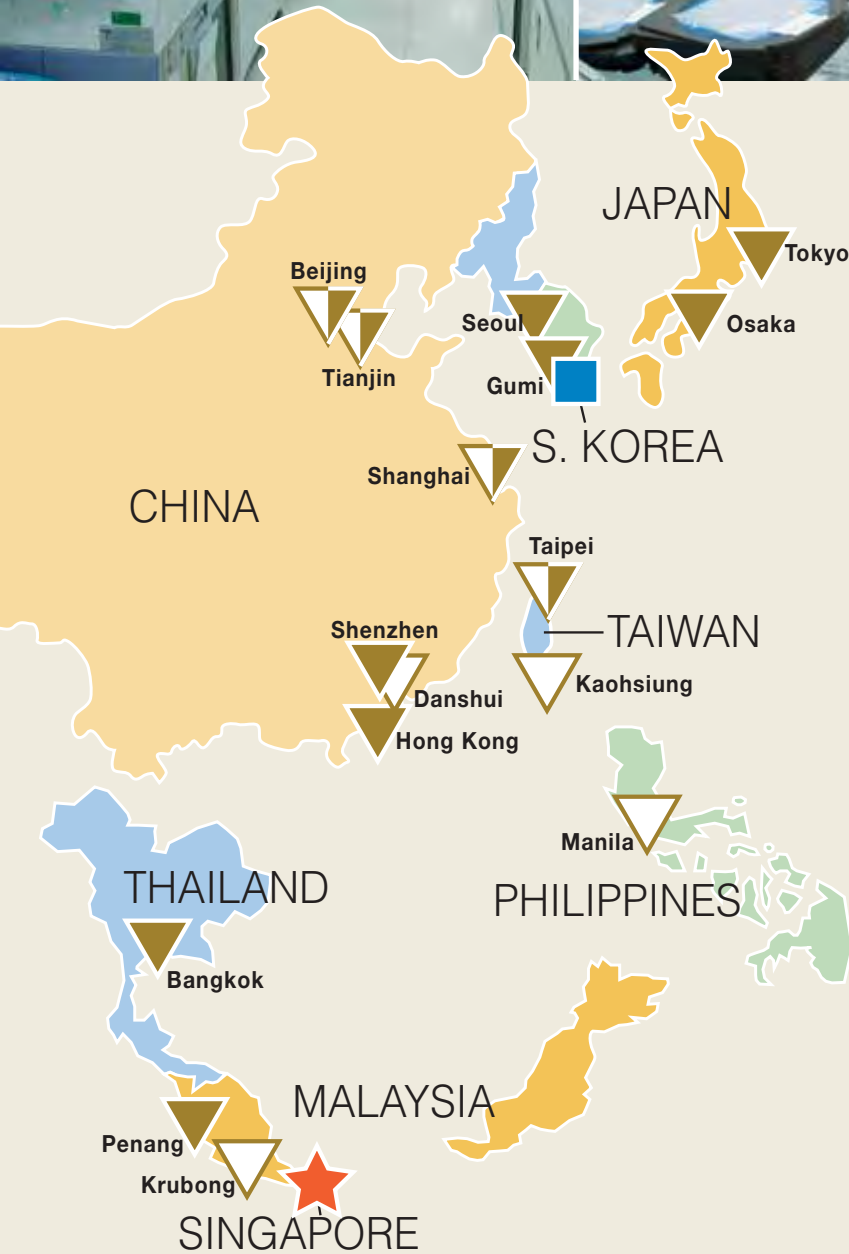 JAPAN
Tokyo
Beijing
Seoul
Osaka
Tianjin
Gumi
S. KOREA
Shanghai
CHINA
Taipei
Shenzhen
TAIWAN
Kaohsiung
Danshui
Hong Kong
Manila
THAILAND
PHILIPPINES
Bangkok
MALAYSIA
Penang
Krubong
SINGAPORE